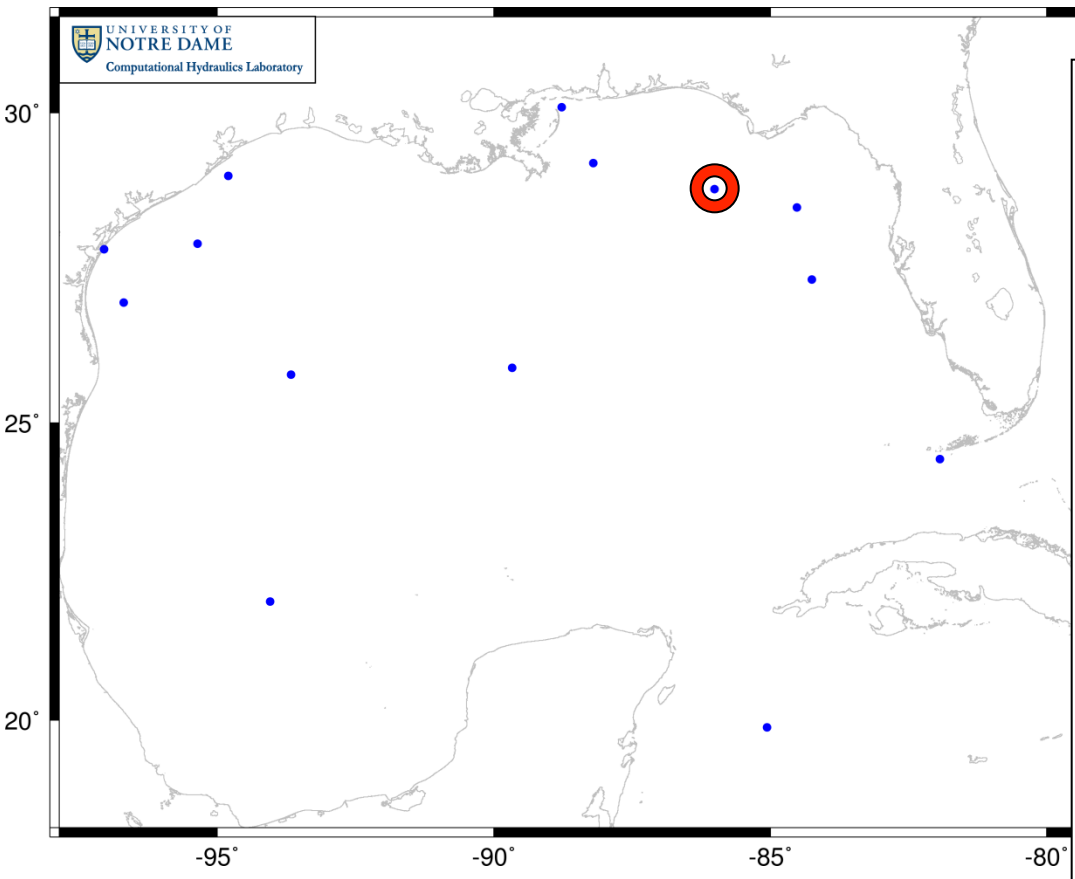 UNIVERSITY OF
NOTRE DAME
Computational Hydraulics Laboratory
30°
25°
20°
-95°
-90°
-85°
-80°